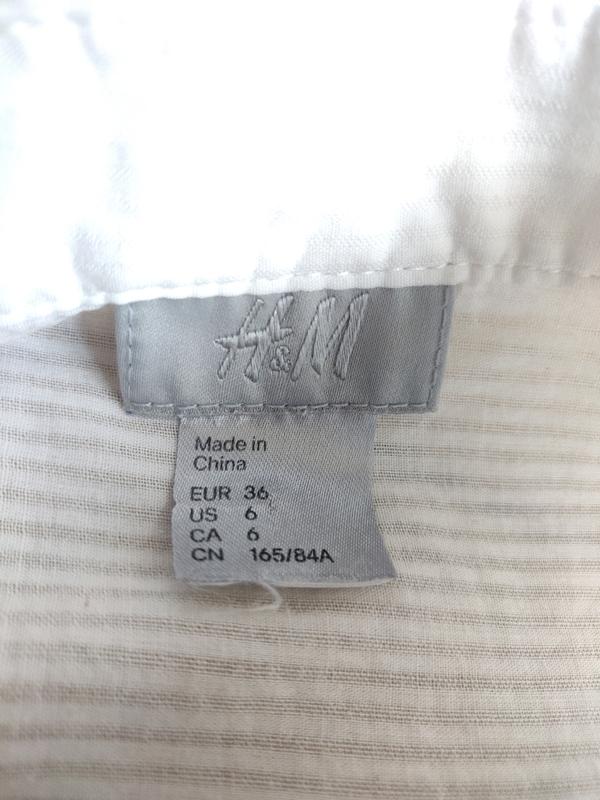 H&M
Made in
China
EUR 36
US 6
CA 6
CN 165/84A